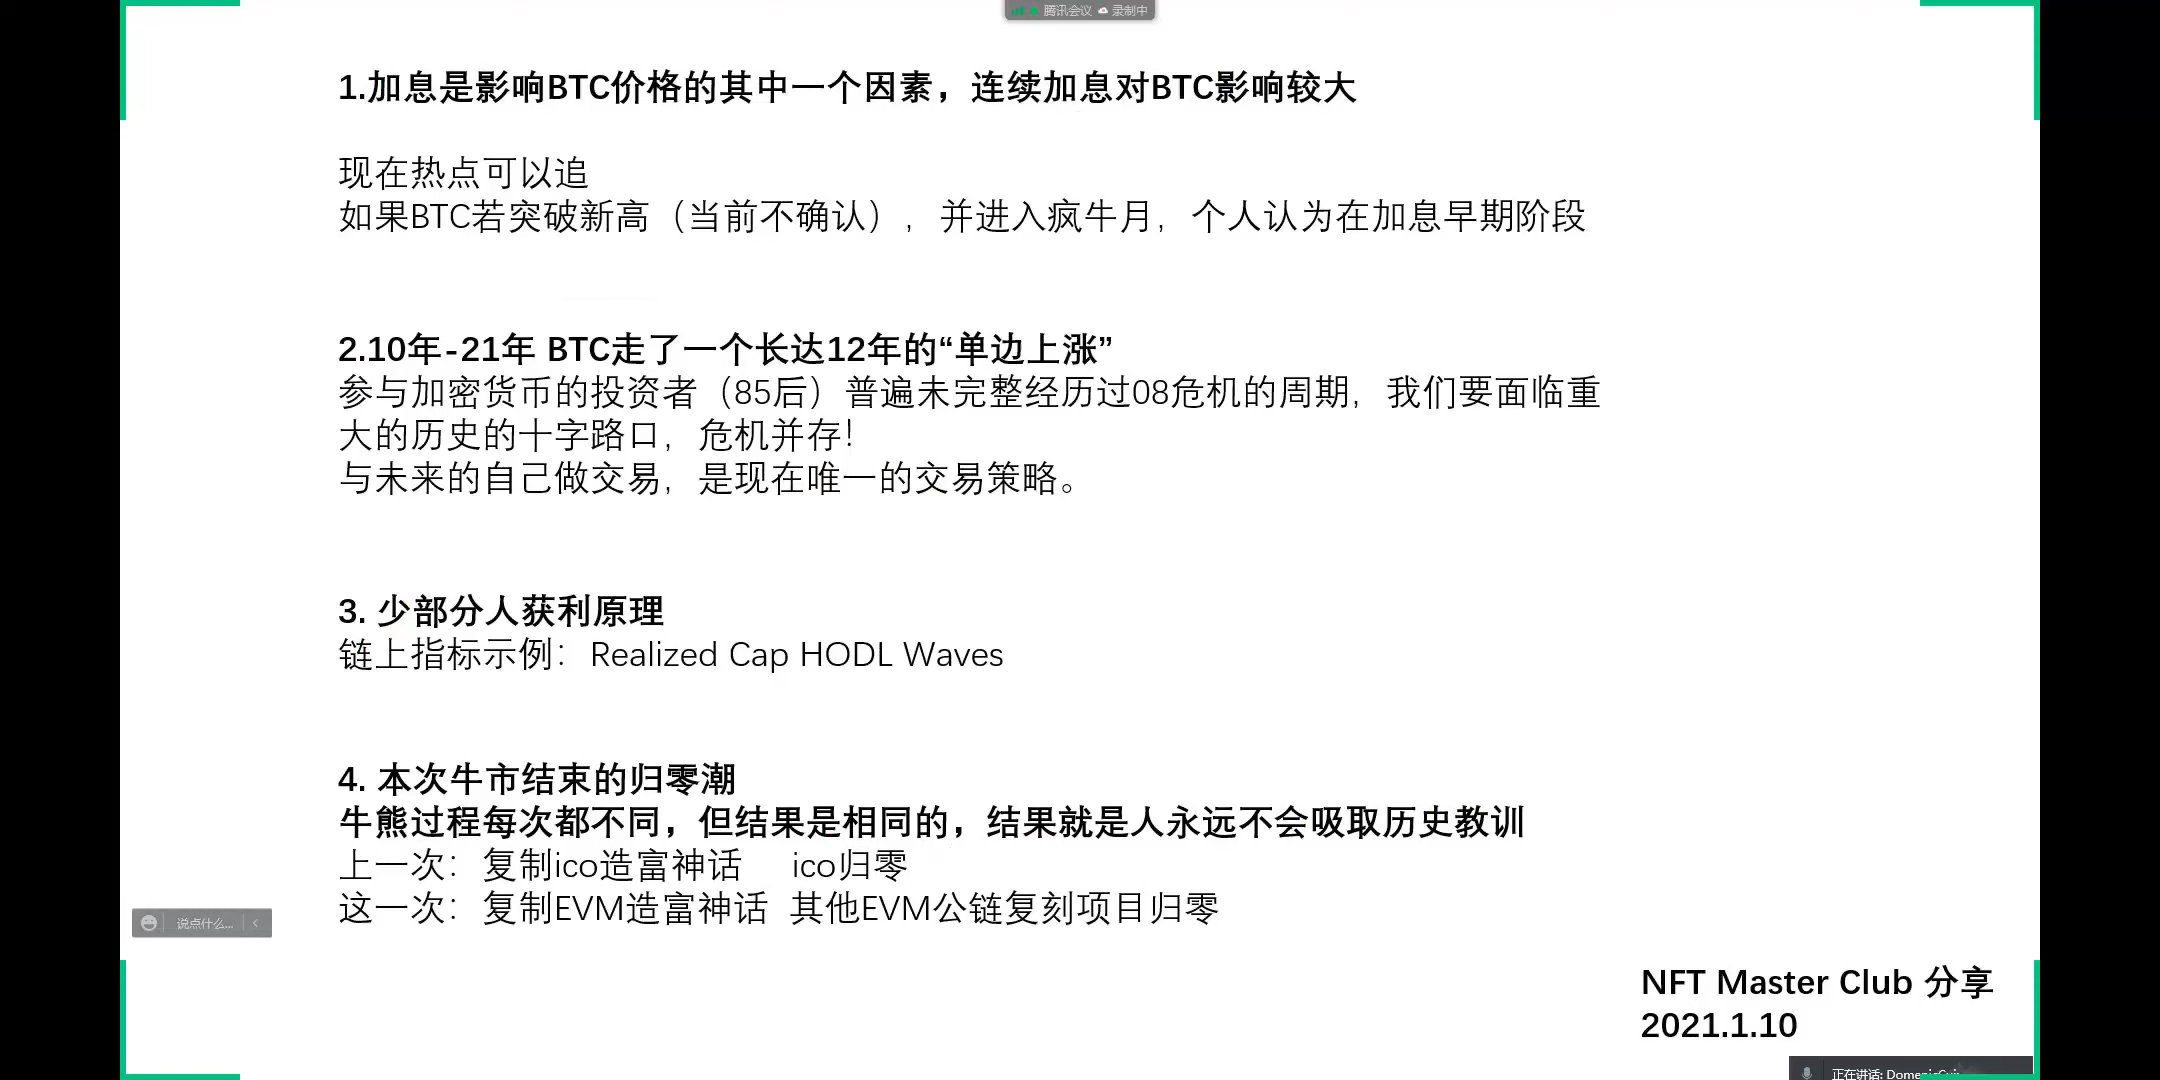 腾讯会议 录制中
1.加息是影响BTC价格的其中一个因素，连续加息对BTC影响较大
现在热点可以追
如果BTC若突破新高（当前不确认），并进入疯牛月，个人认为在加息早期阶段
2.10年-21年 BTC走了一个长达12年的“单边上涨”
参与加密货币的投资者（85后）普遍未完整经历过08危机的周期，我们要面临重
大的历史的十字路口，危机并存！
与未来的自己做交易，是现在唯一的交易策略。
3. 少部分人获利原理
链上指标示例：Realized Cap HODL Waves
4. 本次牛市结束的归零潮
牛熊过程每次都不同，但结果是相同的，结果就是人永远不会吸取历史教训
上一次：复制ico造富神话 ico归零
这一次：复制EVM造富神话 其他EVM公链复刻项目归零
说点什么...
NFT Master Club 分享
2021.1.10
正在讲话: